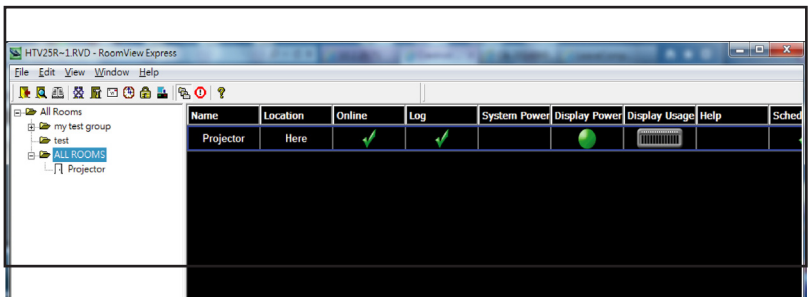 HTV25R~1.RVD - RoomView Express
File Edit View Window Help
All Rooms
my test group
test
ALL ROOMS
Projector
Name Location Online Log System Power Display Power Display Usage Help Sched
Projector Here